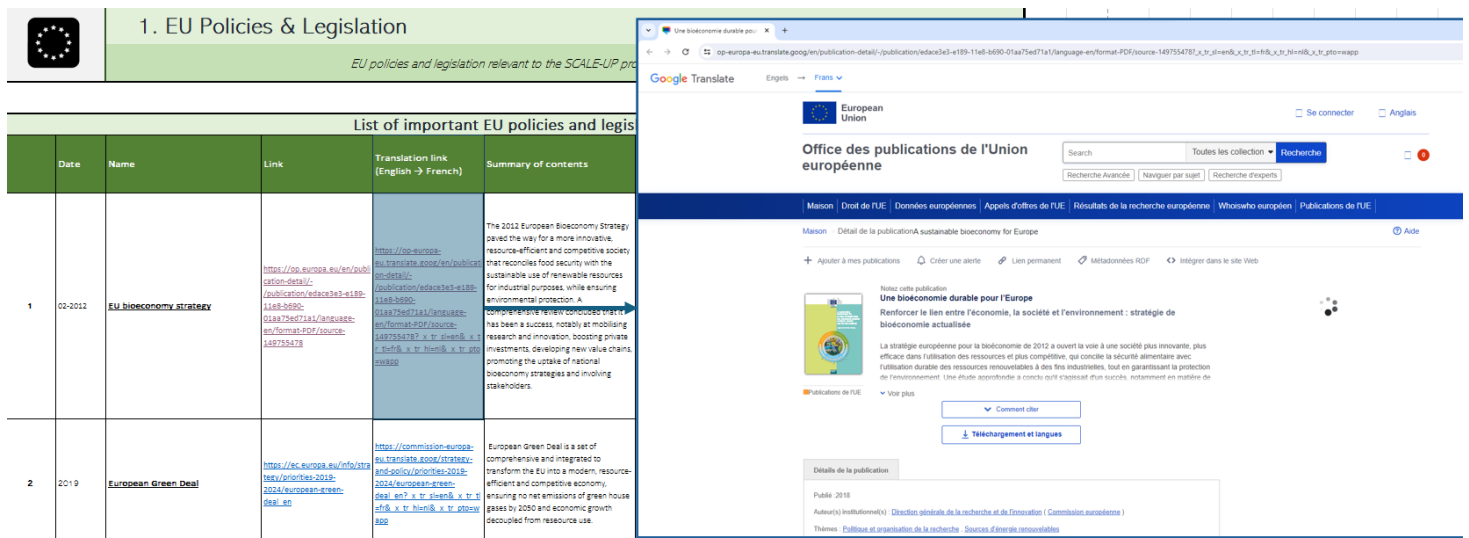 1. EU Policies & Legislation
EU policies and legislation relevant to the SCALE-UP pro
List of important EU policies and legis
Date
Name
Link
Translation link
(English → French)
Summary of contents
1
02-2012
EU bioeconomy strategy
https://op.europa.eu/en/publi
cation-detail/-
/publication/edace3e3-e189-
11e8-b690-
01aa75ed71a1/language-
en/format-PDF/source-
149755478
https://op-europa-
eu.translate.goog/en/publicat
ion-detail/-
/publication/edace3e3-e189-
11e8-b690-
01aa75ed71a1/language-
en/format-PDF/source-
149755478?_x_tr_sl=en&_x_t
r_tl=fr&_x_tr_hl=nl&_x_tr_pto
=wapp
The 2012 European Bioeconomy Strategy
paved the way for a more innovative,
resource-efficient and competitive society
that reconciles food security with the
sustainable use of renewable resources
for industrial purposes, while ensuring
environmental protection. A
comprehensive review concluded that it
has been a success, notably at mobilising
research and innovation, boosting private
investments, developing new value chains,
promoting the uptake of national
bioeconomy strategies and involving
stakeholders.
2
2019
European Green Deal
https://ec.europa.eu/info/stra
tegy/priorities-2019-
2024/european-green-
deal_en
https://commission-europa-
eu.translate.goog/strategy-
and-policy/priorities-2019-
2024/european-green-
deal_en?_x_tr_sl=en&_x_tr_tl
=fr&_x_tr_hl=nl&_x_tr_pto=w
app
European Green Deal is a set of
comprehensive and integrated to
transform the EU into a modern, resource-
efficient and competitive economy,
ensuring no net emissions of green house
gases by 2050 and economic growth
decoupled from reseource use.
Une bioéconomie durable pou
op-europa-eu.translate.goog/en/publication-detail/-/publication/edace3e3-e189-11e8-b690-01aa75ed71a1/language-en/format-PDF/source-149755478?_x_tr_sl=en&_x_tr_tl=fr&_x_tr_hl=nl&_x_tr_pto=wapp
Google Translate Engels → Frans
European
Union
Se connecter Anglais
Office des publications de l'Union
européenne
Search Toutes les collection Recherche
0
Recherche Avancée Naviguer par sujet Recherche d'experts
Maison Droit de l'UE Données européennes Appels d'offres de l'UE Résultats de la recherche européenne Whoiswho européen Publications de l'UE
Maison Détail de la publicationA sustainable bioeconomy for Europe
Aide
Ajouter à mes publications Créer une alerte Lien permanent Métadonnées RDF Intégrer dans le site Web
Notez cette publication
Une bioéconomie durable pour l'Europe
Renforcer le lien entre l'économie, la société et l'environnement : stratégie de
bioéconomie actualisée
La stratégie européenne pour la bioéconomie de 2012 a ouvert la voie à une société plus innovante, plus
efficace dans l'utilisation des ressources et plus compétitive, qui concilie la sécurité alimentaire avec
l'utilisation durable des ressources renouvelables à des fins industrielles, tout en garantissant la protection
de l'environnement. Une étude approfondie a conclu qu'il s'agissait d'un succès, notamment en matière de
Publications de l'UE
Voir plus
Comment citer
Téléchargement et langues
Détails de la publication
Publié :2018
Auteur(s) institutionnel(s) : Direction générale de la recherche et de l'innovation ( Commission européenne )
Thèmes : Politique et organisation de la recherche , Sources d'énergie renouvelables